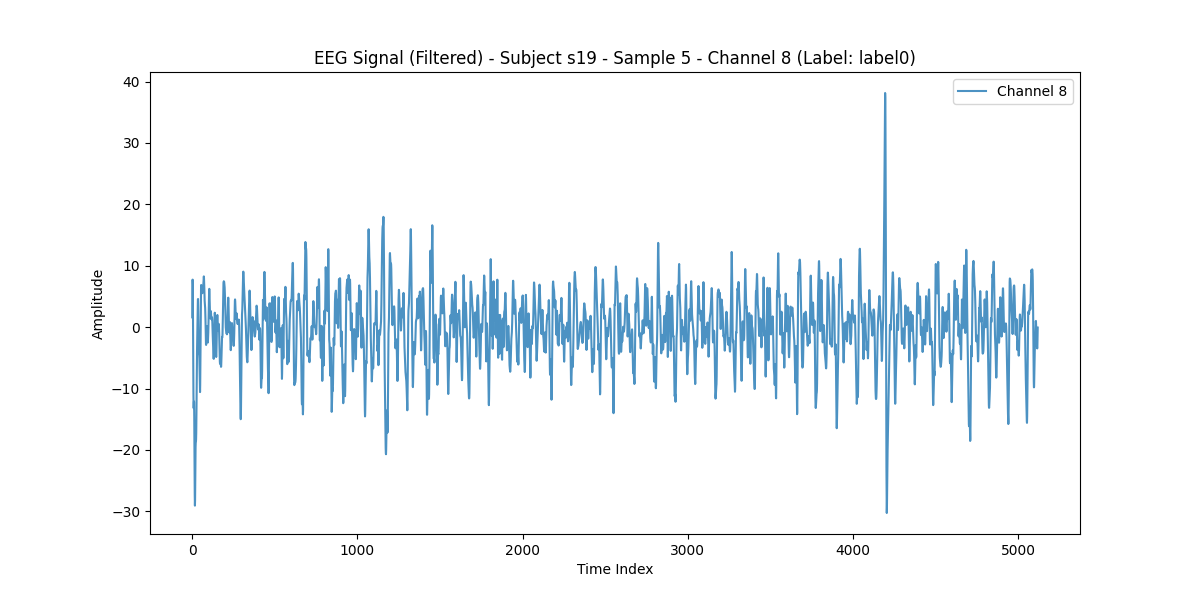 EEG Signal (Filtered) - Subject s19 - Sample 5 - Channel 8 (Label: label0)
Channel 8
40
30
20
10
0
−10
−20
−30
Amplitude
0 1000 2000 3000 4000 5000
Time Index